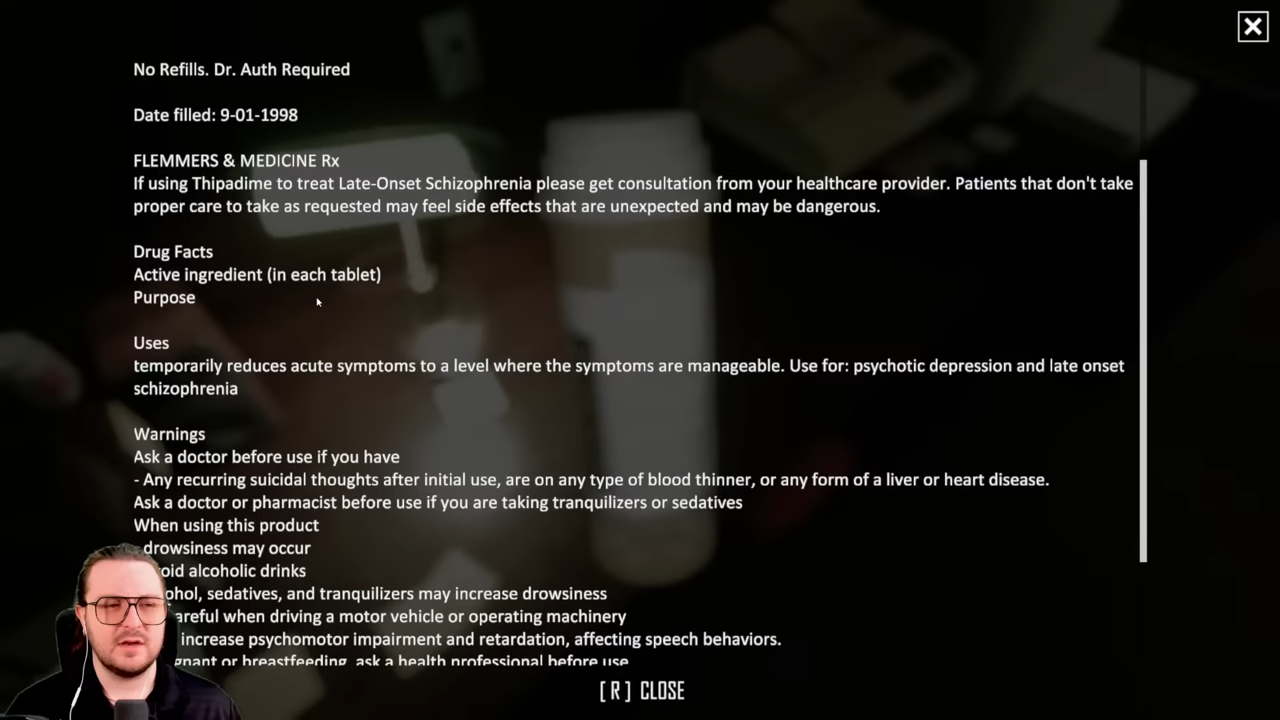 No Refills. Dr. Auth Required
Date filled: 9-01-1998
FLEMMERS & MEDICINE Rx
If using Thipadime to treat Late-Onset Schizophrenia please get consultation from your healthcare provider. Patients that don't take
proper care to take as requested may feel side effects that are unexpected and may be dangerous.
Drug Facts
Active ingredient (in each tablet)
Purpose
Uses
temporarily reduces acute symptoms to a level where the symptoms are manageable. Use for: psychotic depression and late onset
schizophrenia
Warnings
Ask a doctor before use if you have
- Any recurring suicidal thoughts after initial use, are on any type of blood thinner, or any form of a liver or heart disease.
Ask a doctor or pharmacist before use if you are taking tranquilizers or sedatives
When using this product
drowsiness may occur
alcoholic drinks
sedatives, and tranquilizers may increase drowsiness
when driving a motor vehicle or operating machinery
increase psychomotor impairment and retardation, affecting speech behaviors.
or breastfeeding, ask a health professional before use
[ R ] CLOSE